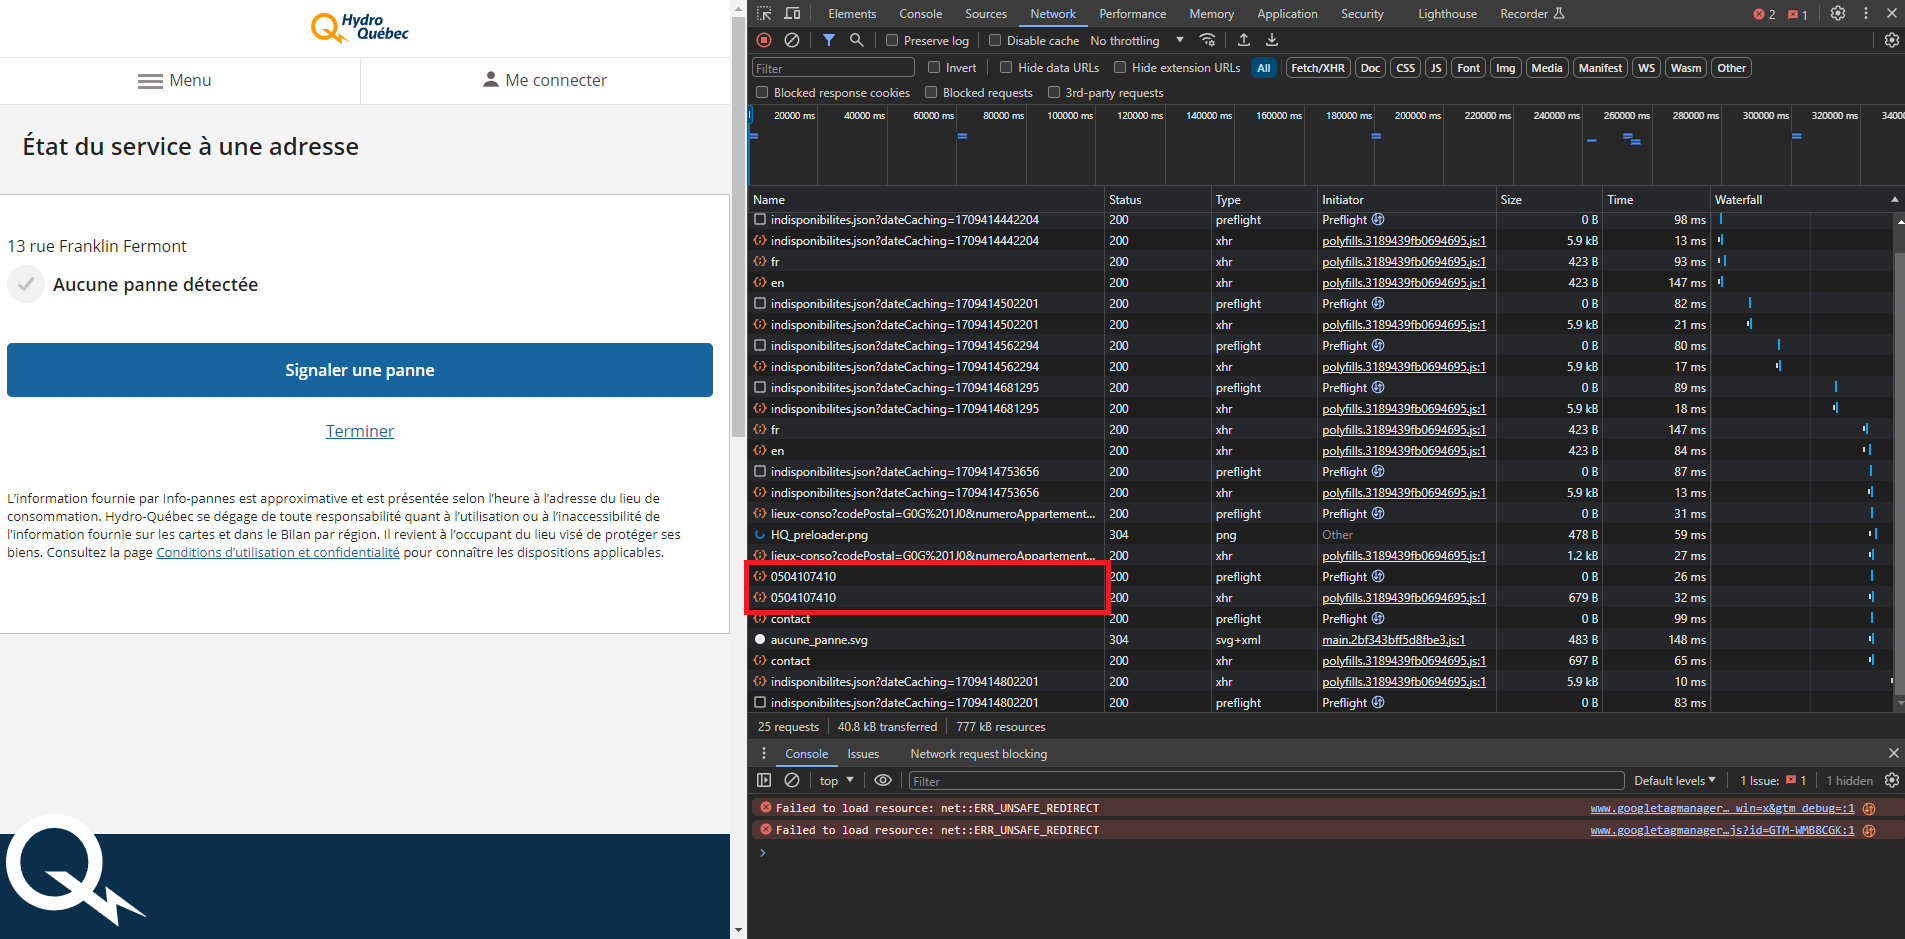 Hydro
Québec
Menu
Me connecter
État du service à une adresse
13 rue Franklin Fermont
Aucune panne détectée
Signaler une panne
Terminer
L'information fournie par Info-pannes est approximative et est présentée selon l'heure à l'adresse du lieu de
consommation. Hydro-Québec se dégage de toute responsabilité quant à l'utilisation ou à l'inaccessibilité de
l'information fournie sur les cartes et dans le Bilan par région. Il revient à l'occupant du lieu visé de protéger ses
biens. Consultez la page Conditions d'utilisation et confidentialité pour connaître les dispositions applicables.
Elements Console Sources Network Performance Memory Application Security Lighthouse Recorder 2 1
Preserve log Disable cache No throttling
Filter Invert Hide data URLs Hide extension URLs All Fetch/XHR Doc CSS JS Font Img Media Manifest WS Wasm Other
Blocked response cookies Blocked requests 3rd-party requests
20000 ms 40000 ms 60000 ms 80000 ms 100000 ms 120000 ms 140000 ms 160000 ms 180000 ms 200000 ms 220000 ms 240000 ms 260000 ms 280000 ms 300000 ms 320000 ms 34000
Name Status Type Initiator Size Time Waterfall
indisponibilites.json?dateCaching=1709414442204 200 preflight Preflight 0 B 98 ms
indisponibilites.json?dateCaching=1709414442204 200 xhr polyfills.3189439fb0694695.js:1 5.9 kB 13 ms
fr 200 xhr polyfills.3189439fb0694695.js:1 423 B 93 ms
en 200 xhr polyfills.3189439fb0694695.js:1 423 B 147 ms
indisponibilites.json?dateCaching=1709414502201 200 preflight Preflight 0 B 82 ms
indisponibilites.json?dateCaching=1709414502201 200 xhr polyfills.3189439fb0694695.js:1 5.9 kB 21 ms
indisponibilites.json?dateCaching=1709414562294 200 preflight Preflight 0 B 80 ms
indisponibilites.json?dateCaching=1709414562294 200 xhr polyfills.3189439fb0694695.js:1 5.9 kB 17 ms
indisponibilites.json?dateCaching=1709414681295 200 preflight Preflight 0 B 89 ms
indisponibilites.json?dateCaching=1709414681295 200 xhr polyfills.3189439fb0694695.js:1 5.9 kB 18 ms
fr 200 xhr polyfills.3189439fb0694695.js:1 423 B 147 ms
en 200 xhr polyfills.3189439fb0694695.js:1 423 B 84 ms
indisponibilites.json?dateCaching=1709414753656 200 preflight Preflight 0 B 87 ms
indisponibilites.json?dateCaching=1709414753656 200 xhr polyfills.3189439fb0694695.js:1 5.9 kB 13 ms
lieux-conso?codePostal=G0G%201J0&numeroAppartement... 200 preflight Preflight 0 B 31 ms
HQ_preloader.png 304 png Other 478 B 59 ms
lieux-conso?codePostal=G0G%201J0&numeroAppartement... 200 xhr polyfills.3189439fb0694695.js:1 1.2 kB 27 ms
0504107410 200 preflight Preflight 0 B 26 ms
0504107410 200 xhr polyfills.3189439fb0694695.js:1 679 B 32 ms
contact 200 preflight Preflight 0 B 99 ms
aucune_panne.svg 304 svg+xml main.2bf343bff5d8fbe3.js:1 483 B 148 ms
contact 200 xhr polyfills.3189439fb0694695.js:1 697 B 65 ms
indisponibilites.json?dateCaching=1709414802201 200 xhr polyfills.3189439fb0694695.js:1 5.9 kB 10 ms
indisponibilites.json?dateCaching=1709414802201 200 preflight Preflight 0 B 83 ms
25 requests 40.8 kB transferred 777 kB resources
Console Issues Network request blocking
top Filter Default levels 1 Issue: 1 1 hidden
Failed to load resource: net::ERR_UNSAFE_REDIRECT www.googletagmanager…_win=x&gtm_debug=:1
Failed to load resource: net::ERR_UNSAFE_REDIRECT www.googletagmanager…js?id=GTM-WMB8CGK:1